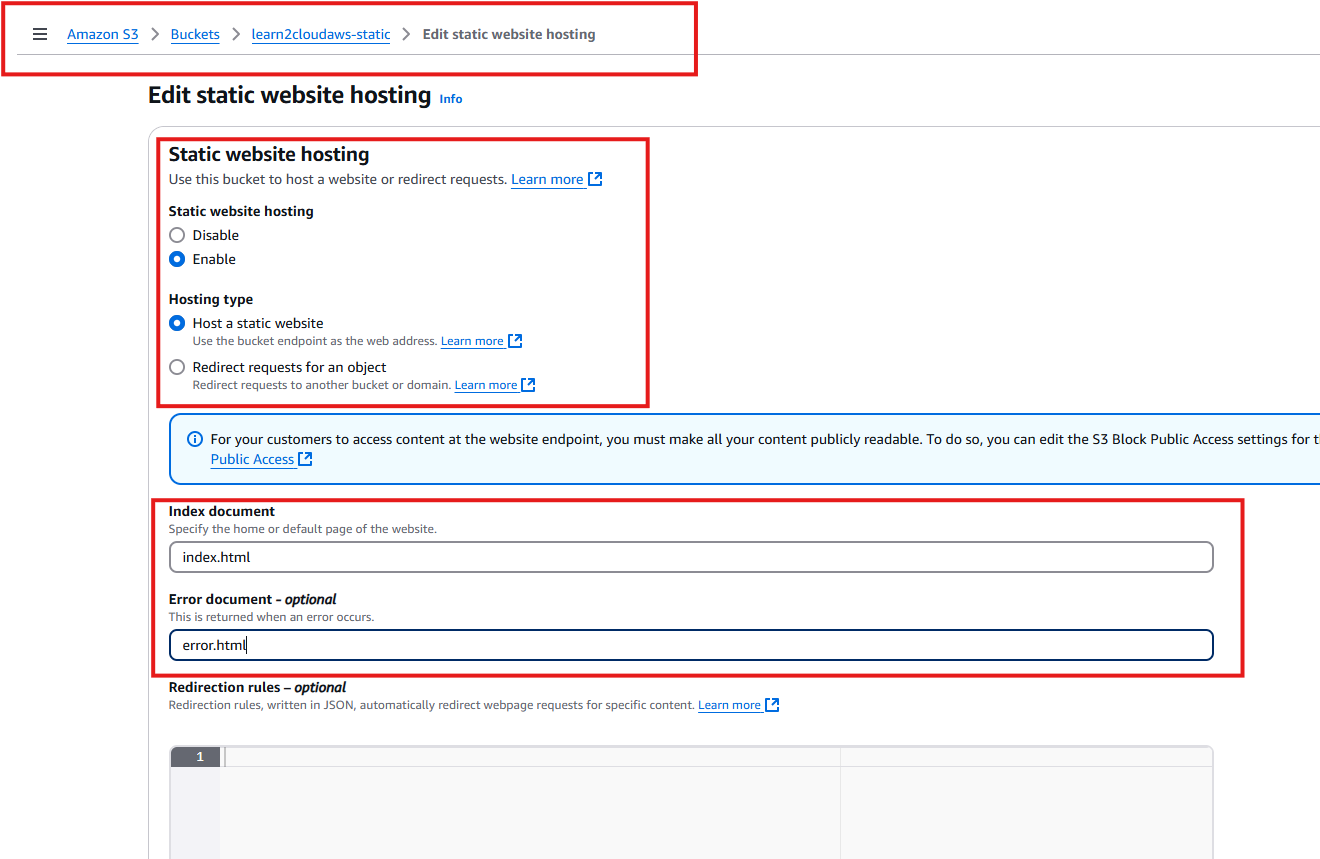 Amazon S3 > Buckets > learn2cloudaws-static > Edit static website hosting
Edit static website hosting Info
Static website hosting
Use this bucket to host a website or redirect requests. Learn more
Static website hosting
Disable
Enable
Hosting type
Host a static website
Use the bucket endpoint as the web address. Learn more
Redirect requests for an object
Redirect requests to another bucket or domain. Learn more
For your customers to access content at the website endpoint, you must make all your content publicly readable. To do so, you can edit the S3 Block Public Access settings for
Public Access
Index document
Specify the home or default page of the website.
index.html
Error document - optional
This is returned when an error occurs.
error.html
Redirection rules – optional
Redirection rules, written in JSON, automatically redirect webpage requests for specific content. Learn more
1